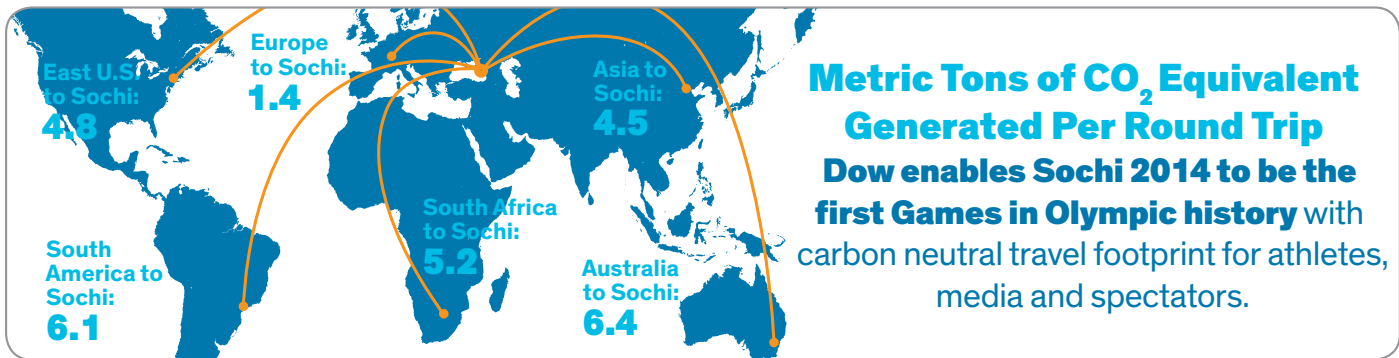 East U.S.
to Sochi:
4.8
Europe
to Sochi:
1.4
Asia to
Sochi:
4.5
South
America to
Sochi:
6.1
South Africa
to Sochi:
5.2
Australia
to Sochi:
6.4
Metric Tons of CO₂ Equivalent
Generated Per Round Trip
Dow enables Sochi 2014 to be the
first Games in Olympic history with
carbon neutral travel footprint for athletes,
media and spectators.